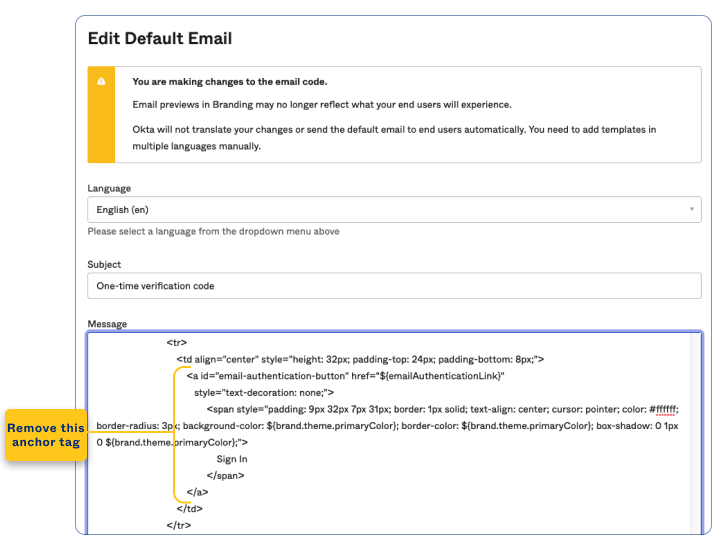 Edit Default Email
You are making changes to the email code.
Email previews in Branding may no longer reflect what your end users will experience.
Okta will not translate your changes or send the default email to end users automatically. You need to add templates in
multiple languages manually.
Language
English (en)
Please select a language from the dropdown menu above
Subject
One-time verification code
Message
<tr>
<td align="center" style="height: 32px; padding-top: 24px; padding-bottom: 8px;">
<a id="email-authentication-button" href="${emailAuthenticationLink}"
style="text-decoration: none;">
<span style="padding: 9px 32px 7px 31px; border: 1px solid; text-align: center; cursor: pointer; color: #ffffff;
border-radius: 3px; background-color: ${brand.theme.primaryColor}; border-color: ${brand.theme.primaryColor}; box-shadow: 0 1px
0 ${brand.theme.primaryColor};">
Sign In
</span>
</a>
</td>
</tr>
Remove this
anchor tag